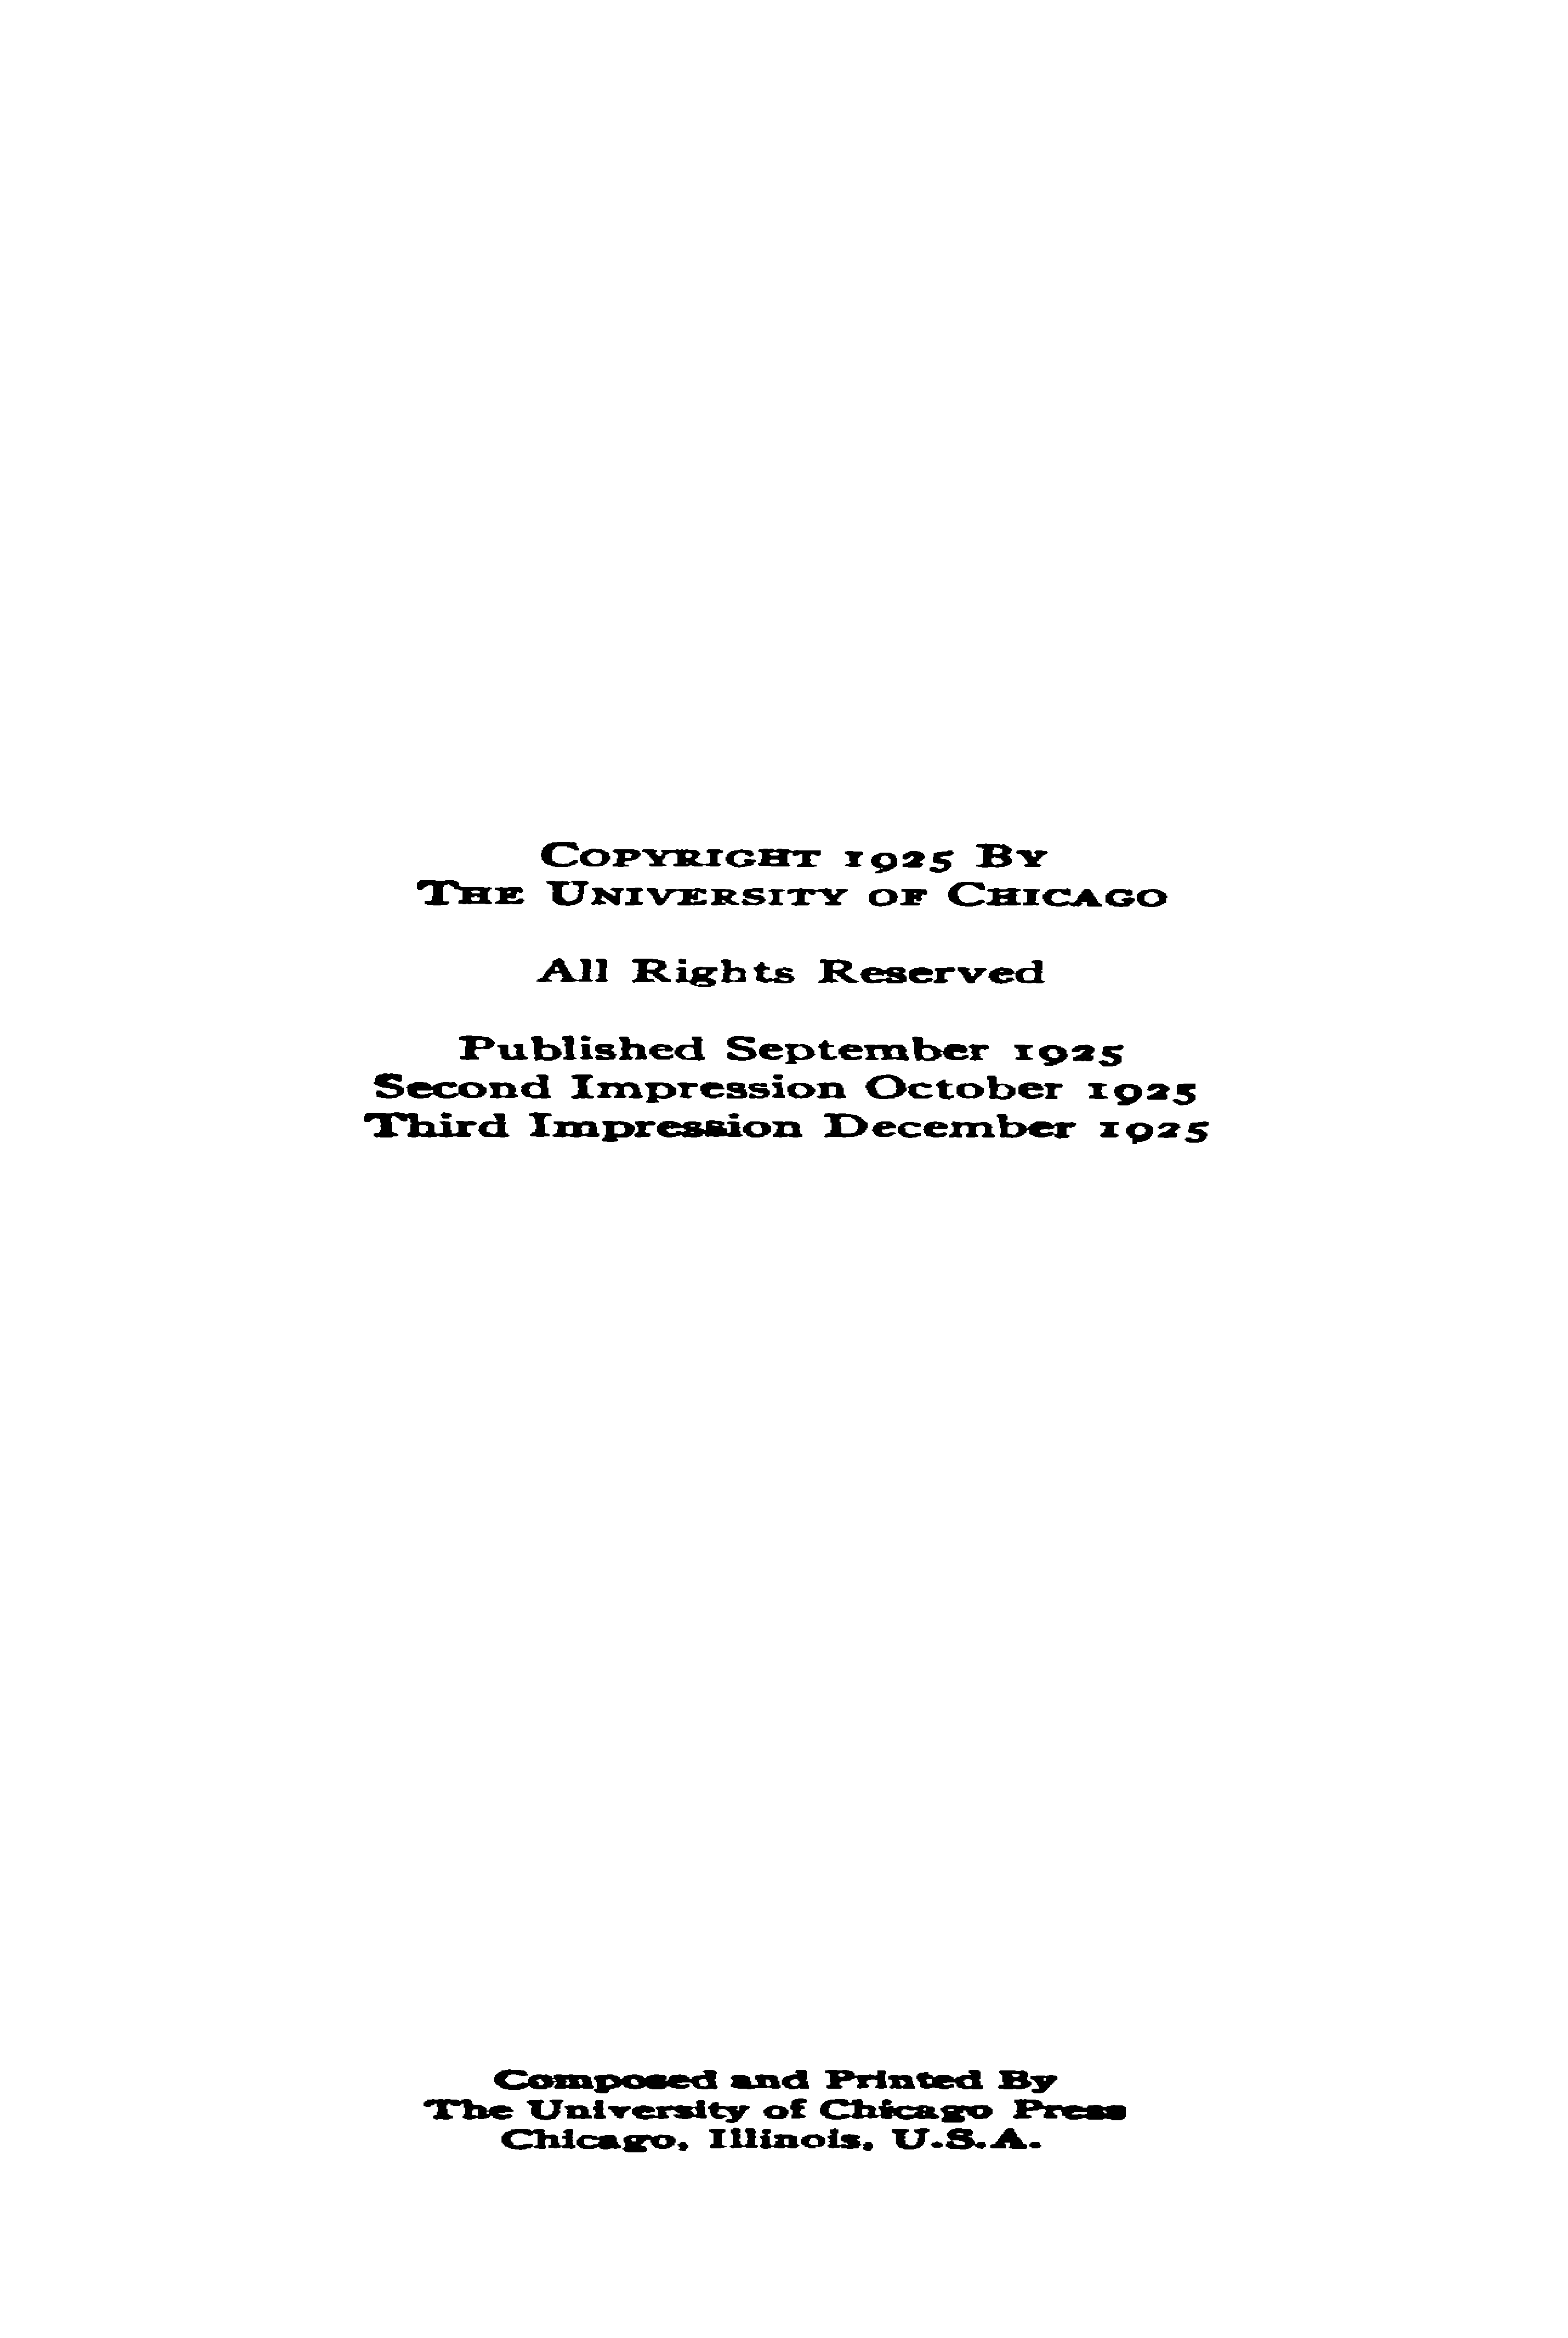 COPYRIGHT 1925 BY
THE UNIVERSITY OF CHICAGO
All Rights Reserved
Published September 1925
Second Impression October 1925
Third Impression December 1925
Composed and Printed By
The University of Chicago Press
Chicago, Illinois, U.S.A.